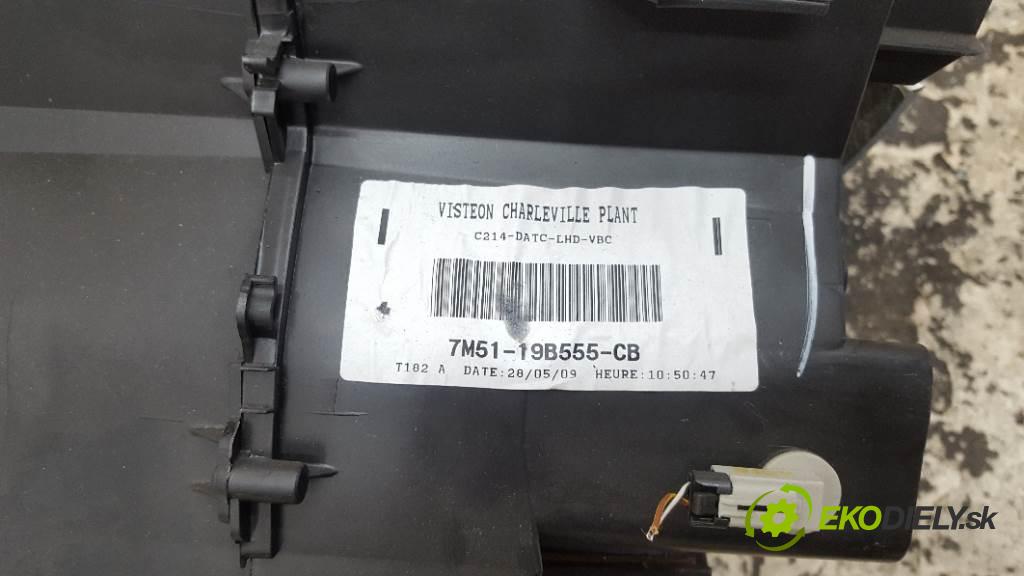 VISTEON CHARLEVILLE PLANT
C214-DATC-LHD-VBC
7M51-19B555-CB
T182 A DATE:28/05/09 HEURE:10:50:47
EKODIELY.sk